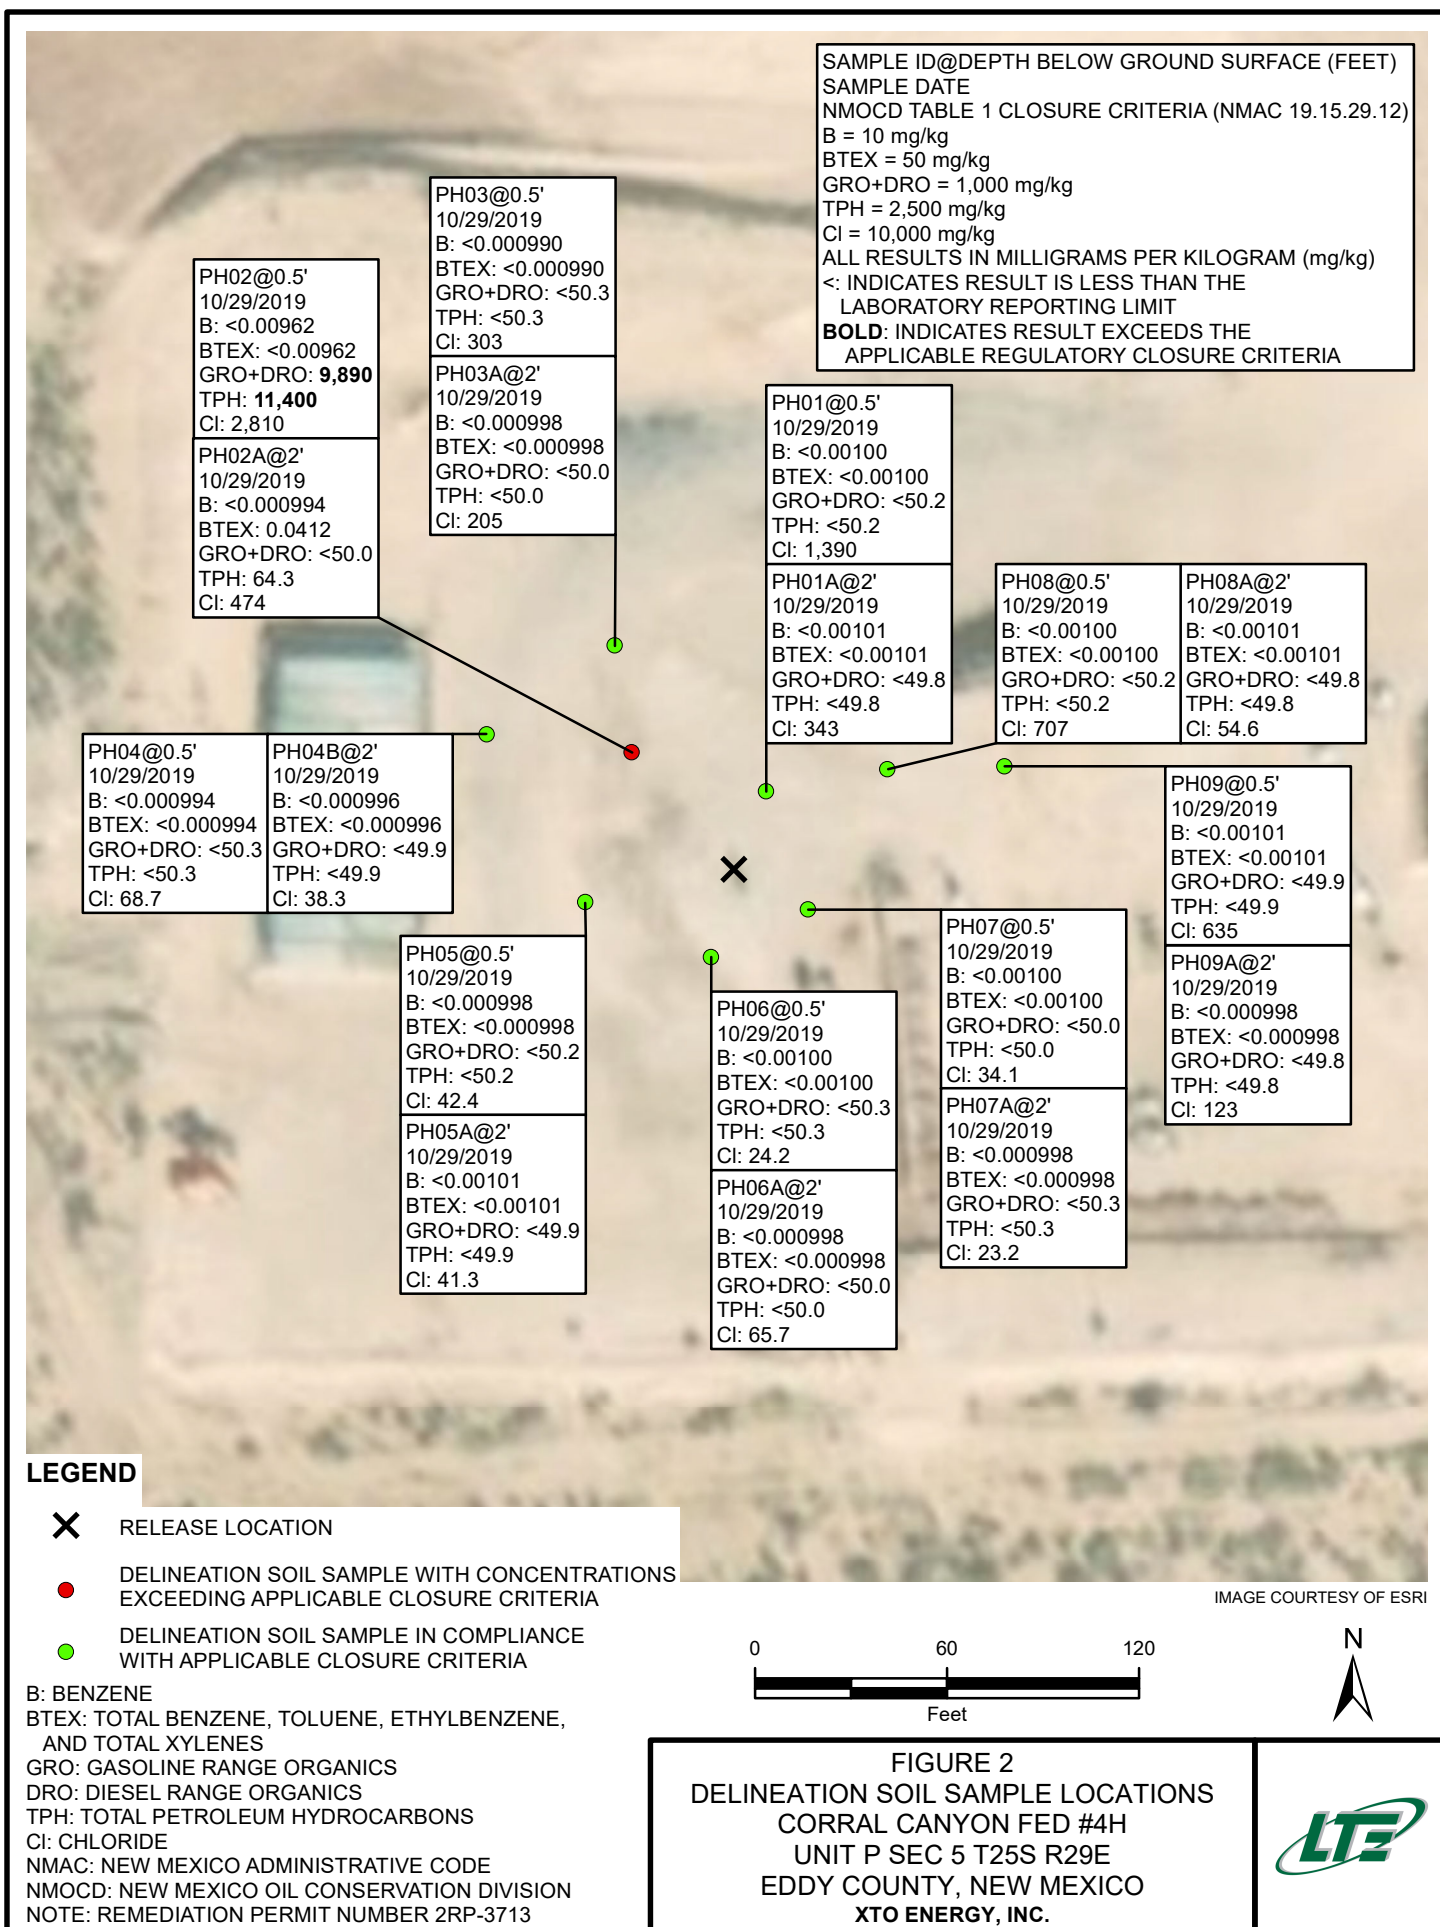 SAMPLE ID@DEPTH BELOW GROUND SURFACE (FEET)
SAMPLE DATE
NMOCD TABLE 1 CLOSURE CRITERIA (NMAC 19.15.29.12)
B = 10 mg/kg
BTEX = 50 mg/kg
GRO+DRO = 1,000 mg/kg
TPH = 2,500 mg/kg
Cl = 10,000 mg/kg
ALL RESULTS IN MILLIGRAMS PER KILOGRAM (mg/kg)
<: INDICATES RESULT IS LESS THAN THE
LABORATORY REPORTING LIMIT
BOLD: INDICATES RESULT EXCEEDS THE
APPLICABLE REGULATORY CLOSURE CRITERIA
PH03@0.5'
10/29/2019
B: <0.000990
BTEX: <0.000990
GRO+DRO: <50.3
TPH: <50.3
Cl: 303
PH03A@2'
10/29/2019
B: <0.000998
BTEX: <0.000998
GRO+DRO: <50.0
TPH: <50.0
Cl: 205
PH02@0.5'
10/29/2019
B: <0.00962
BTEX: <0.00962
GRO+DRO: 9,890
TPH: 11,400
Cl: 2,810
PH02A@2'
10/29/2019
B: <0.000994
BTEX: 0.0412
GRO+DRO: <50.0
TPH: 64.3
Cl: 474
PH01@0.5'
10/29/2019
B: <0.00100
BTEX: <0.00100
GRO+DRO: <50.2
TPH: <50.2
Cl: 1,390
PH01A@2'
10/29/2019
B: <0.00101
BTEX: <0.00101
GRO+DRO: <49.8
TPH: <49.8
Cl: 343
PH08@0.5'
10/29/2019
B: <0.00100
BTEX: <0.00100
GRO+DRO: <50.2
TPH: <50.2
Cl: 707
PH08A@2'
10/29/2019
B: <0.00101
BTEX: <0.00101
GRO+DRO: <49.8
TPH: <49.8
Cl: 54.6
PH04@0.5'
10/29/2019
B: <0.000994
BTEX: <0.000994
GRO+DRO: <50.3
TPH: <50.3
Cl: 68.7
PH04B@2'
10/29/2019
B: <0.000996
BTEX: <0.000996
GRO+DRO: <49.9
TPH: <49.9
Cl: 38.3
PH09@0.5'
10/29/2019
B: <0.00101
BTEX: <0.00101
GRO+DRO: <49.9
TPH: <49.9
Cl: 635
PH09A@2'
10/29/2019
B: <0.000998
BTEX: <0.000998
GRO+DRO: <49.8
TPH: <49.8
Cl: 123
PH05@0.5'
10/29/2019
B: <0.000998
BTEX: <0.000998
GRO+DRO: <50.2
TPH: <50.2
Cl: 42.4
PH05A@2'
10/29/2019
B: <0.00101
BTEX: <0.00101
GRO+DRO: <49.9
TPH: <49.9
Cl: 41.3
PH06@0.5'
10/29/2019
B: <0.00100
BTEX: <0.00100
GRO+DRO: <50.3
TPH: <50.3
Cl: 24.2
PH06A@2'
10/29/2019
B: <0.000998
BTEX: <0.000998
GRO+DRO: <50.0
TPH: <50.0
Cl: 65.7
PH07@0.5'
10/29/2019
B: <0.00100
BTEX: <0.00100
GRO+DRO: <50.0
TPH: <50.0
Cl: 34.1
PH07A@2'
10/29/2019
B: <0.000998
BTEX: <0.000998
GRO+DRO: <50.3
TPH: <50.3
Cl: 23.2
LEGEND
RELEASE LOCATION
DELINEATION SOIL SAMPLE WITH CONCENTRATIONS
EXCEEDING APPLICABLE CLOSURE CRITERIA
DELINEATION SOIL SAMPLE IN COMPLIANCE
WITH APPLICABLE CLOSURE CRITERIA
B: BENZENE
BTEX: TOTAL BENZENE, TOLUENE, ETHYLBENZENE,
AND TOTAL XYLENES
GRO: GASOLINE RANGE ORGANICS
DRO: DIESEL RANGE ORGANICS
TPH: TOTAL PETROLEUM HYDROCARBONS
Cl: CHLORIDE
NMAC: NEW MEXICO ADMINISTRATIVE CODE
NMOCD: NEW MEXICO OIL CONSERVATION DIVISION
NOTE: REMEDIATION PERMIT NUMBER 2RP-3713
IMAGE COURTESY OF ESRI
0 60 120
Feet
N
FIGURE 2
DELINEATION SOIL SAMPLE LOCATIONS
CORRAL CANYON FED #4H
UNIT P SEC 5 T25S R29E
EDDY COUNTY, NEW MEXICO
XTO ENERGY, INC.
LTE